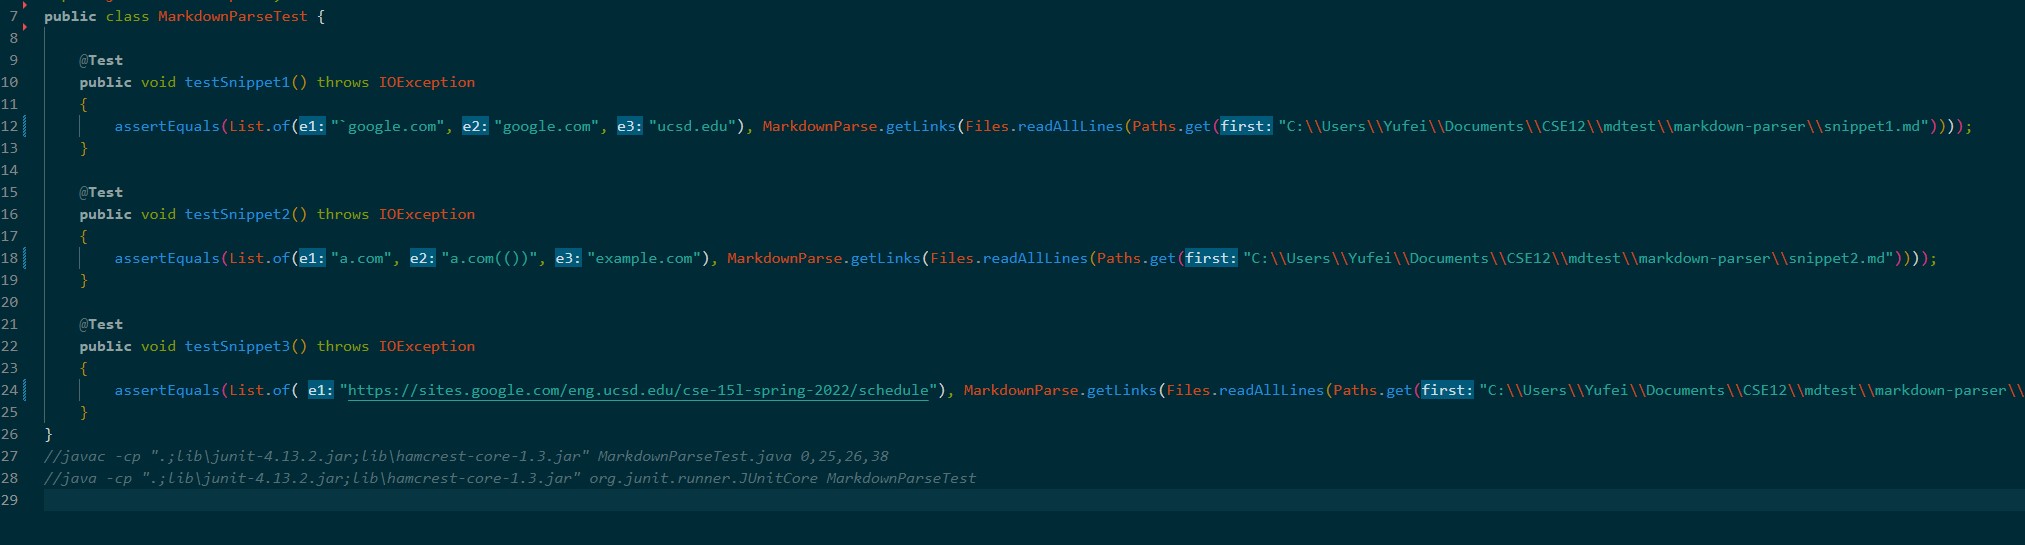 7 public class MarkdownParseTest {
8
9 @Test
10 public void testSnippet1() throws IOException
11 {
12 assertEquals(List.of(e1: "`google.com", e2: "google.com", e3: "ucsd.edu"), MarkdownParse.getLinks(Files.readAllLines(Paths.get(first: "C:\\Users\\Yufei\\Documents\\CSE12\\mdtest\\markdown-parser\\snippet1.md"))));
13 }
14
15 @Test
16 public void testSnippet2() throws IOException
17 {
18 assertEquals(List.of(e1: "a.com", e2: "a.com(())", e3: "example.com"), MarkdownParse.getLinks(Files.readAllLines(Paths.get(first: "C:\\Users\\Yufei\\Documents\\CSE12\\mdtest\\markdown-parser\\snippet2.md"))));
19 }
20
21 @Test
22 public void testSnippet3() throws IOException
23 {
24 assertEquals(List.of( e1: "https://sites.google.com/eng.ucsd.edu/cse-15l-spring-2022/schedule"), MarkdownParse.getLinks(Files.readAllLines(Paths.get(first: "C:\\Users\\Yufei\\Documents\\CSE12\\mdtest\\markdown-parser\\
25 }
26 }
27 //javac -cp ".;lib\junit-4.13.2.jar;lib\hamcrest-core-1.3.jar" MarkdownParseTest.java 0,25,26,38
28 //java -cp ".;lib\junit-4.13.2.jar;lib\hamcrest-core-1.3.jar" org.junit.runner.JUnitCore MarkdownParseTest
29